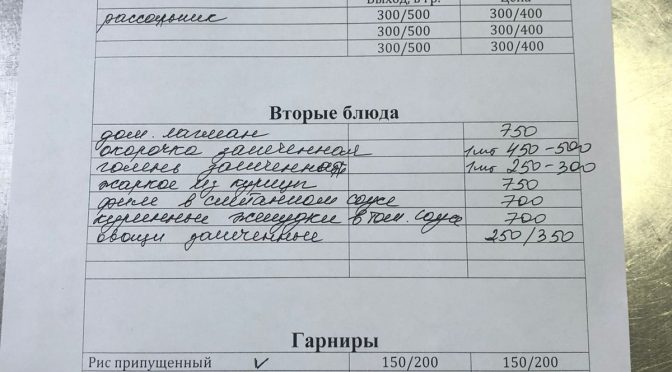 Выход, в гр. Цена
рассольник 300/500 300/400
300/500 300/400
300/500 300/400
Вторые блюда
дом. лагман 750
окорочка запеченная 1шт 450-500
голень запеченная 1шт 250-300
жаркое из курицы 750
филе в сметанном соусе 700
куринные желудки в том. соусе 700
овощи запеченные 250/350
Гарниры
Рис припущенный ✓ 150/200 150/200